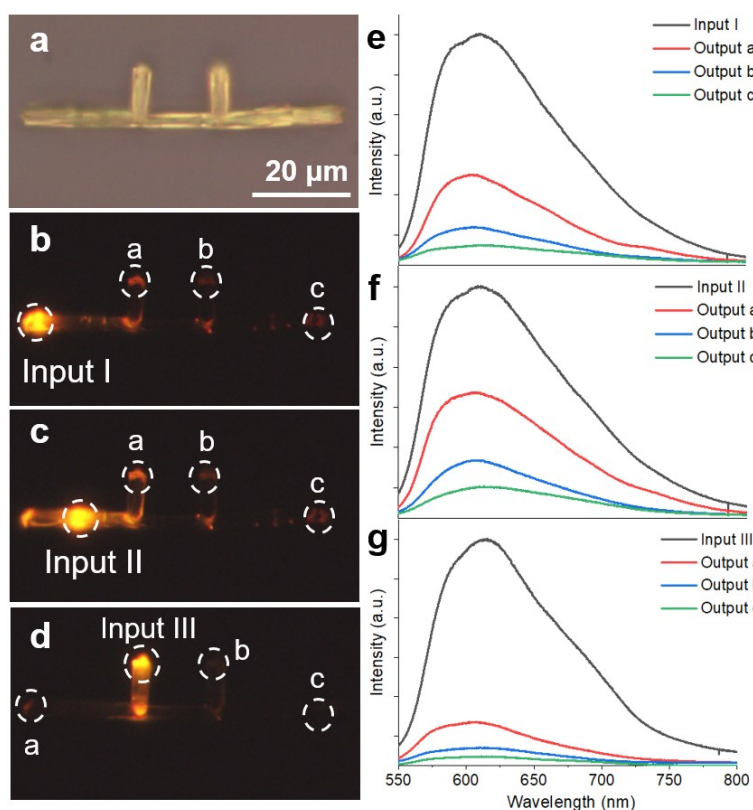 a
20 µm
b
a
b
c
Input I
c
a
b
c
Input II
d
Input III
a
b
c
e
Intensity (a.u.)
Input I
Output a
Output b
Output c
f
Intensity (a.u.)
Input II
Output a
Output b
Output c
g
Intensity (a.u.)
Input III
Output
Output
Output
550 600 650 700 750 800
Wavelength (nm)